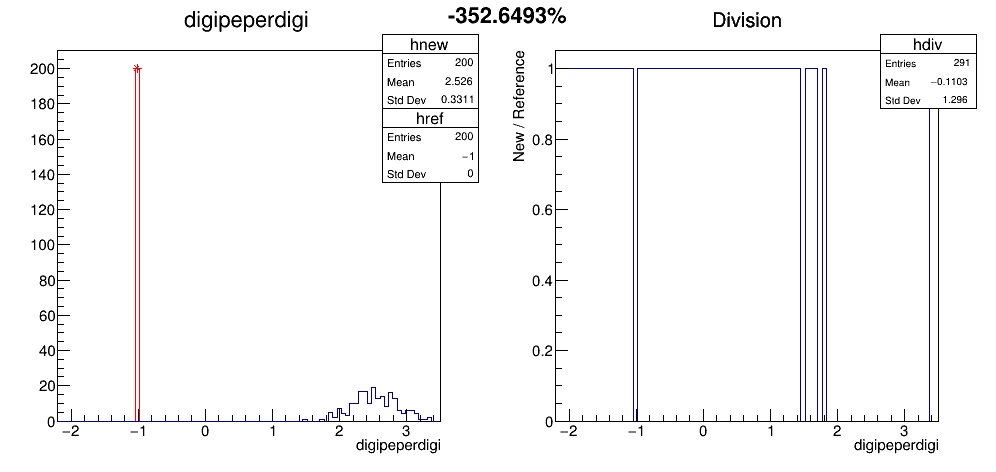 -352.6493%
digipeperdigi
hnew
Entries 200
Mean 2.526
Std Dev 0.3311
href
Entries 200
Mean −1
Std Dev 0
200
180
160
140
120
100
80
60
40
20
0
−2 −1 0 1 2 3
digipeperdigi
Division
hdiv
Entries 291
Mean −0.1103
Std Dev 1.296
New / Reference
1
0.8
0.6
0.4
0.2
0
−2 −1 0 1 2 3
digipeperdigi